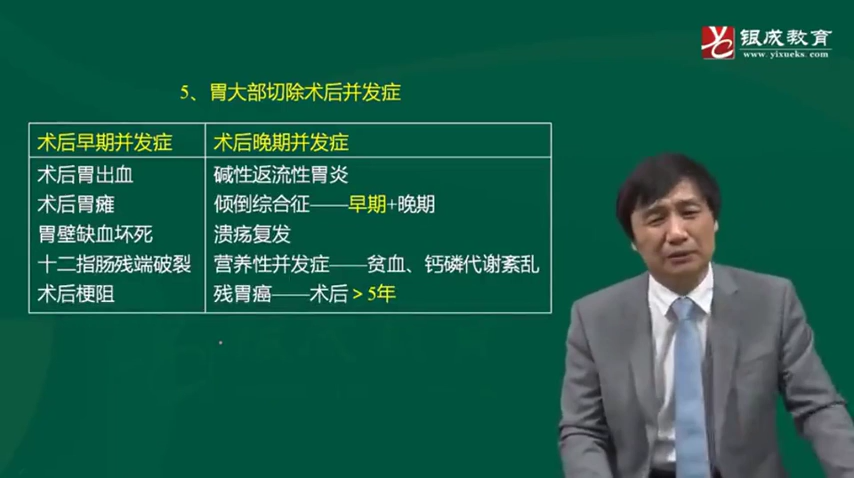 银成教育
www.yixueks.com
5、胃大部切除术后并发症
术后早期并发症 术后晚期并发症
术后胃出血 碱性返流性胃炎
术后胃瘫 倾倒综合征——早期+晚期
胃壁缺血坏死 溃疡复发
十二指肠残端破裂 营养性并发症——贫血、钙磷代谢紊乱
术后梗阻 残胃癌——术后＞5年